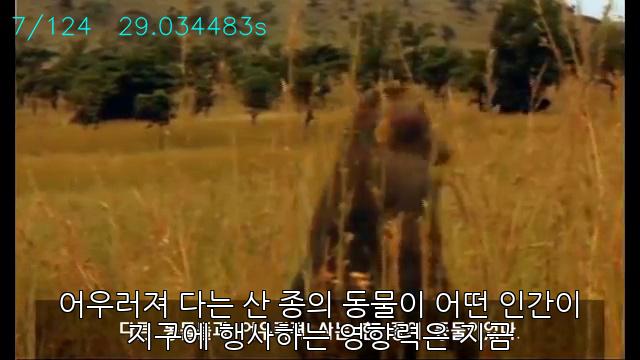 7/124 29.034483s
어우러져 다는 산 종의 동물이 어떤 인간이
지구에 행사하는 영향력은 지금